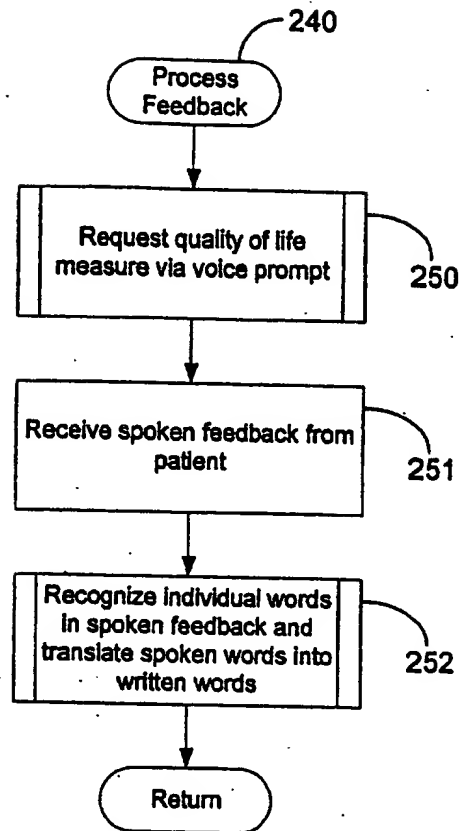 240
Process
Feedback
Request quality of life
measure via voice prompt
250
Receive spoken feedback from
patient
251
Recognize individual words
in spoken feedback and
translate spoken words into
written words
252
Return